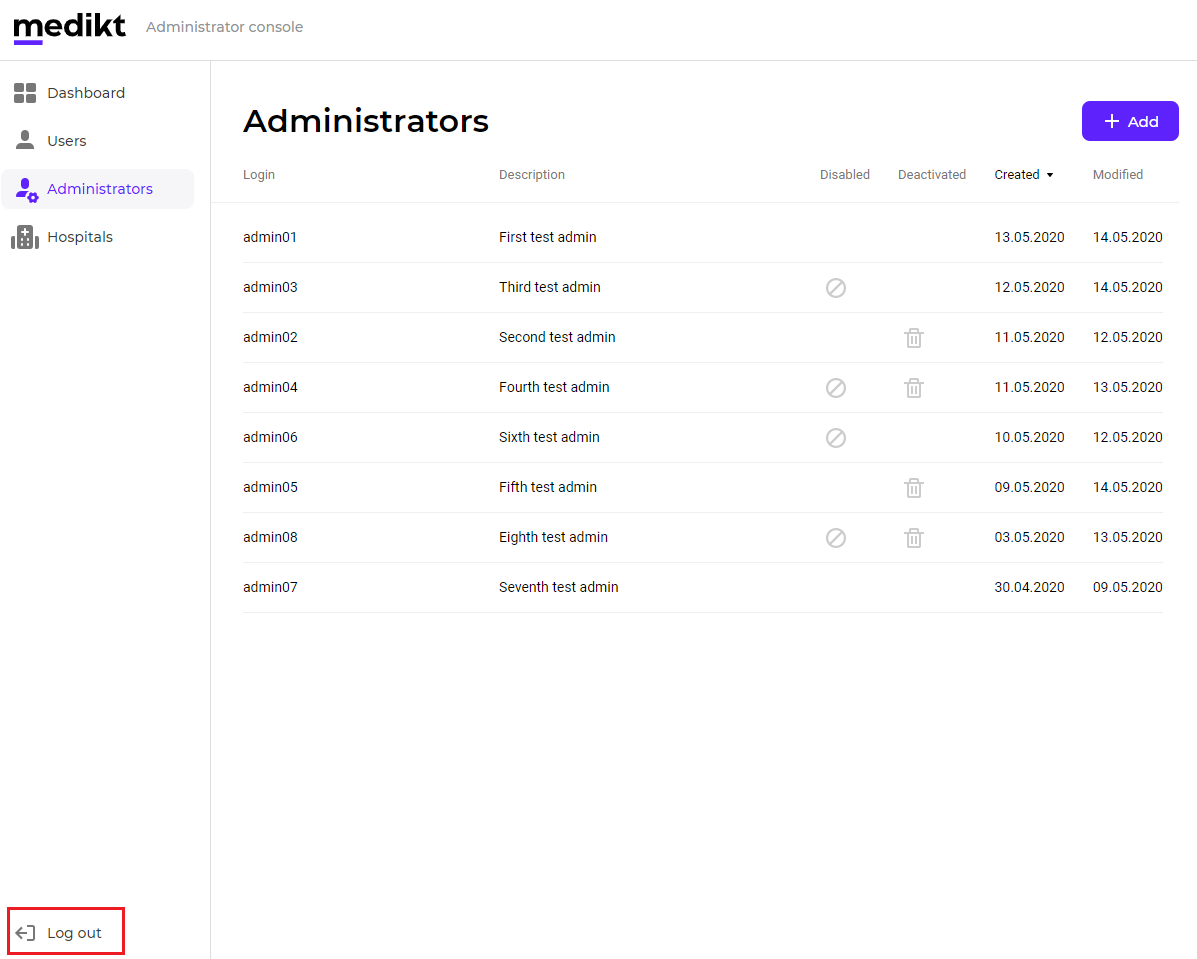 medikt Administrator console
Dashboard
Users
Administrators
Hospitals
Administrators
Add
Login Description Disabled Deactivated Created Modified
admin01 First test admin 13.05.2020 14.05.2020
admin03 Third test admin 12.05.2020 14.05.2020
admin02 Second test admin 11.05.2020 12.05.2020
admin04 Fourth test admin 11.05.2020 13.05.2020
admin06 Sixth test admin 10.05.2020 12.05.2020
admin05 Fifth test admin 09.05.2020 14.05.2020
admin08 Eighth test admin 03.05.2020 13.05.2020
admin07 Seventh test admin 30.04.2020 09.05.2020
Log out